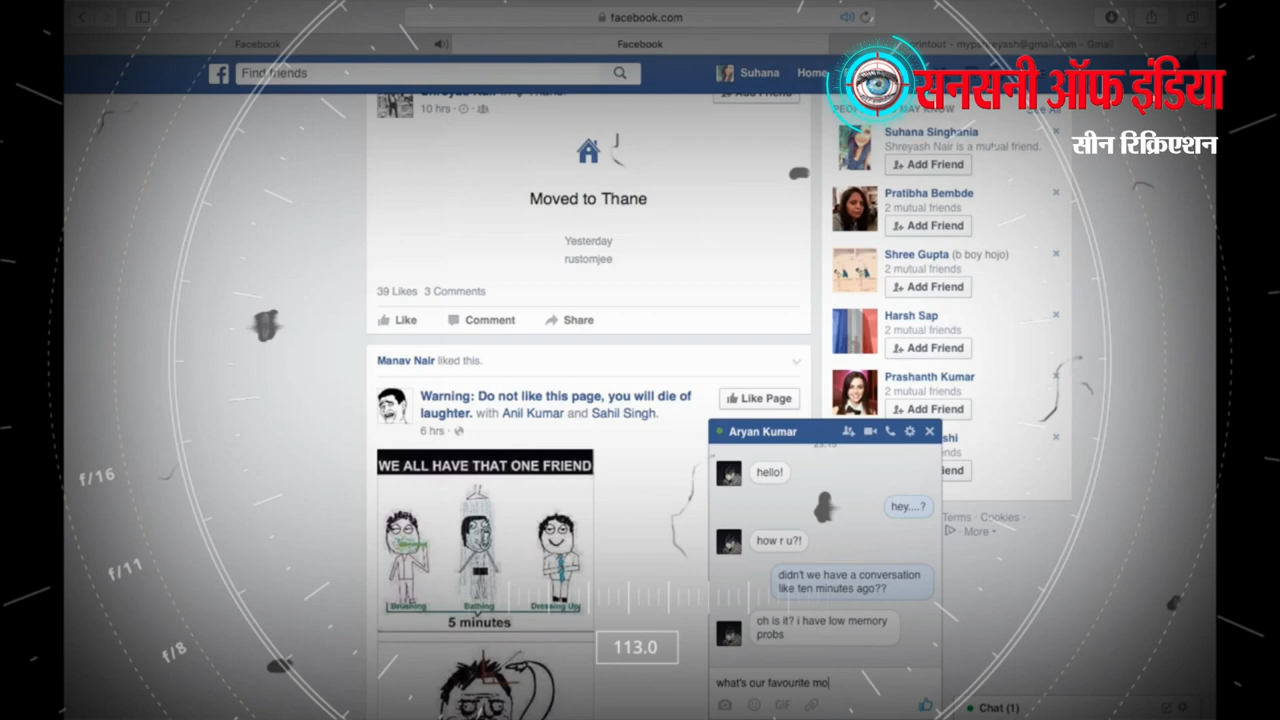 facebook.com
Facebook
Facebook
Find friends
Suhana
Home
सनसनी ऑफ इंडिया
सीन रिक्रिएशन
10 hrs
Moved to Thane
Yesterday
rustomjee
39 Likes 3 Comments
Like Comment Share
Manav Nair liked this.
Warning: Do not like this page, you will die of
laughter. with Anil Kumar and Sahil Singh.
6 hrs
Like Page
WE ALL HAVE THAT ONE FRIEND
Brushing Bathing Dressing Up
5 minutes
MAY KNOW
See All
Suhana Singhania
Shreyash Nair is a mutual friend.
Add Friend
Pratibha Bembde
2 mutual friends
Add Friend
Shree Gupta (b boy hojo)
2 mutual friends
Add Friend
Harsh Sap
2 mutual friends
Add Friend
Prashanth Kumar
2 mutual friends
Add Friend
Terms · Cookies ·
More
Aryan Kumar
hello!
hey....?
how r u?!
didn't we have a conversation
like ten minutes ago??
oh is it? i have low memory
probs
what's our favourite mo
GIF
Chat (1)
f/16
f/11
f/8
113.0